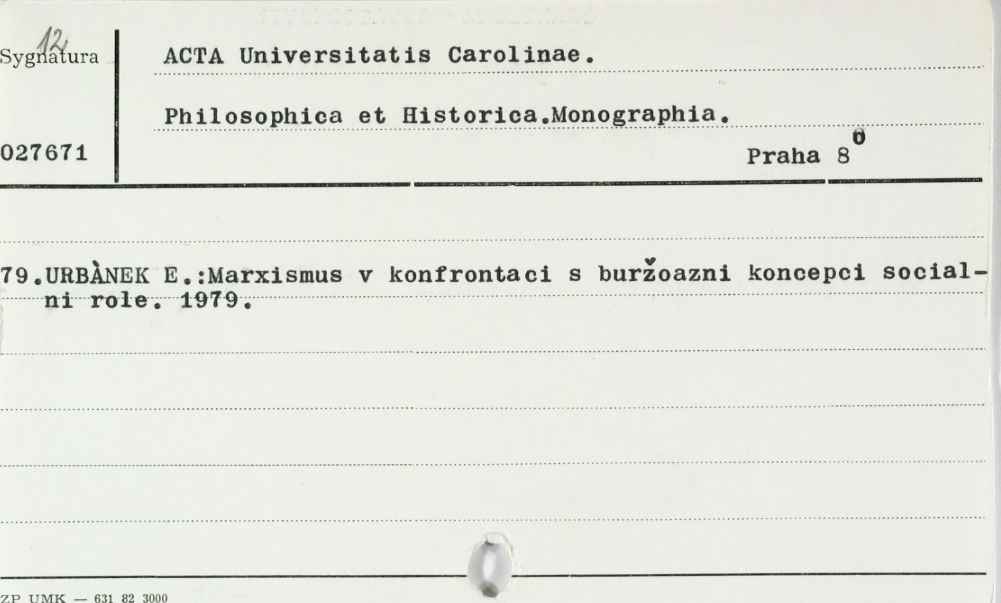 12
Sygnatura
ACTA Universitatis Carolinae.
Philosophica et Historica.Monographia.
027671
Praha 8⁰
79.URBÀNEK E.:Marxismus v konfrontaci s buržoazni koncepci social-
ni role. 1979.
ZP UMK — 631 82 3000